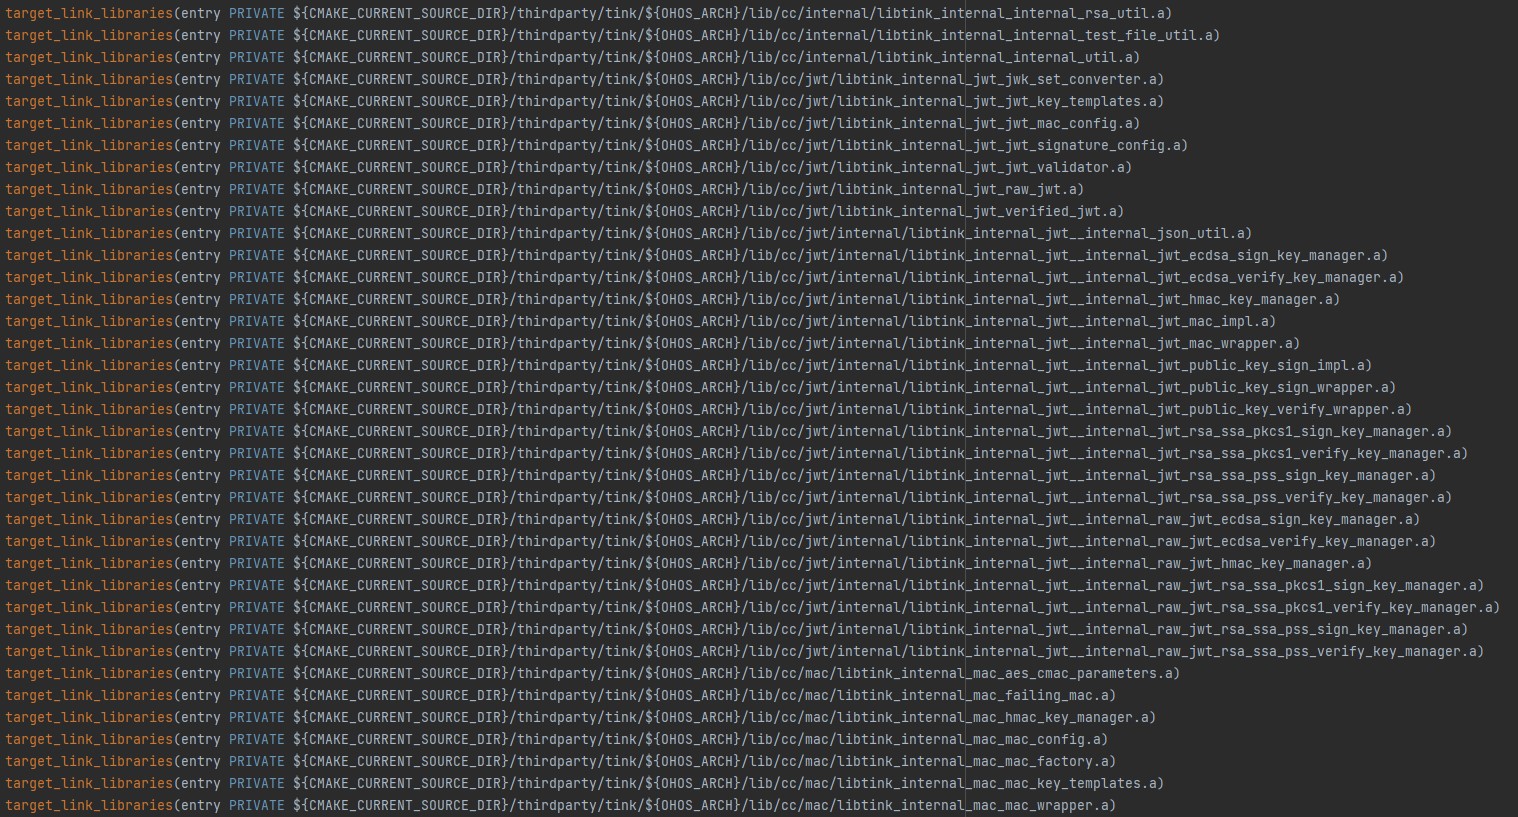 target_link_libraries(entry PRIVATE ${CMAKE_CURRENT_SOURCE_DIR}/thirdparty/tink/${OHOS_ARCH}/lib/cc/internal/libtink_internal_internal_rsa_util.a)
target_link_libraries(entry PRIVATE ${CMAKE_CURRENT_SOURCE_DIR}/thirdparty/tink/${OHOS_ARCH}/lib/cc/internal/libtink_internal_internal_test_file_util.a)
target_link_libraries(entry PRIVATE ${CMAKE_CURRENT_SOURCE_DIR}/thirdparty/tink/${OHOS_ARCH}/lib/cc/internal/libtink_internal_internal_util.a)
target_link_libraries(entry PRIVATE ${CMAKE_CURRENT_SOURCE_DIR}/thirdparty/tink/${OHOS_ARCH}/lib/cc/jwt/libtink_internal_jwt_jwk_set_converter.a)
target_link_libraries(entry PRIVATE ${CMAKE_CURRENT_SOURCE_DIR}/thirdparty/tink/${OHOS_ARCH}/lib/cc/jwt/libtink_internal_jwt_jwt_key_templates.a)
target_link_libraries(entry PRIVATE ${CMAKE_CURRENT_SOURCE_DIR}/thirdparty/tink/${OHOS_ARCH}/lib/cc/jwt/libtink_internal_jwt_jwt_mac_config.a)
target_link_libraries(entry PRIVATE ${CMAKE_CURRENT_SOURCE_DIR}/thirdparty/tink/${OHOS_ARCH}/lib/cc/jwt/libtink_internal_jwt_jwt_signature_config.a)
target_link_libraries(entry PRIVATE ${CMAKE_CURRENT_SOURCE_DIR}/thirdparty/tink/${OHOS_ARCH}/lib/cc/jwt/libtink_internal_jwt_jwt_validator.a)
target_link_libraries(entry PRIVATE ${CMAKE_CURRENT_SOURCE_DIR}/thirdparty/tink/${OHOS_ARCH}/lib/cc/jwt/libtink_internal_jwt_raw_jwt.a)
target_link_libraries(entry PRIVATE ${CMAKE_CURRENT_SOURCE_DIR}/thirdparty/tink/${OHOS_ARCH}/lib/cc/jwt/libtink_internal_jwt_verified_jwt.a)
target_link_libraries(entry PRIVATE ${CMAKE_CURRENT_SOURCE_DIR}/thirdparty/tink/${OHOS_ARCH}/lib/cc/jwt/internal/libtink_internal_jwt__internal_json_util.a)
target_link_libraries(entry PRIVATE ${CMAKE_CURRENT_SOURCE_DIR}/thirdparty/tink/${OHOS_ARCH}/lib/cc/jwt/internal/libtink_internal_jwt__internal_jwt_ecdsa_sign_key_manager.a)
target_link_libraries(entry PRIVATE ${CMAKE_CURRENT_SOURCE_DIR}/thirdparty/tink/${OHOS_ARCH}/lib/cc/jwt/internal/libtink_internal_jwt__internal_jwt_ecdsa_verify_key_manager.a)
target_link_libraries(entry PRIVATE ${CMAKE_CURRENT_SOURCE_DIR}/thirdparty/tink/${OHOS_ARCH}/lib/cc/jwt/internal/libtink_internal_jwt__internal_jwt_hmac_key_manager.a)
target_link_libraries(entry PRIVATE ${CMAKE_CURRENT_SOURCE_DIR}/thirdparty/tink/${OHOS_ARCH}/lib/cc/jwt/internal/libtink_internal_jwt__internal_jwt_mac_impl.a)
target_link_libraries(entry PRIVATE ${CMAKE_CURRENT_SOURCE_DIR}/thirdparty/tink/${OHOS_ARCH}/lib/cc/jwt/internal/libtink_internal_jwt__internal_jwt_mac_wrapper.a)
target_link_libraries(entry PRIVATE ${CMAKE_CURRENT_SOURCE_DIR}/thirdparty/tink/${OHOS_ARCH}/lib/cc/jwt/internal/libtink_internal_jwt__internal_jwt_public_key_sign_impl.a)
target_link_libraries(entry PRIVATE ${CMAKE_CURRENT_SOURCE_DIR}/thirdparty/tink/${OHOS_ARCH}/lib/cc/jwt/internal/libtink_internal_jwt__internal_jwt_public_key_sign_wrapper.a)
target_link_libraries(entry PRIVATE ${CMAKE_CURRENT_SOURCE_DIR}/thirdparty/tink/${OHOS_ARCH}/lib/cc/jwt/internal/libtink_internal_jwt__internal_jwt_public_key_verify_wrapper.a)
target_link_libraries(entry PRIVATE ${CMAKE_CURRENT_SOURCE_DIR}/thirdparty/tink/${OHOS_ARCH}/lib/cc/jwt/internal/libtink_internal_jwt__internal_jwt_rsa_ssa_pkcs1_sign_key_manager.a)
target_link_libraries(entry PRIVATE ${CMAKE_CURRENT_SOURCE_DIR}/thirdparty/tink/${OHOS_ARCH}/lib/cc/jwt/internal/libtink_internal_jwt__internal_jwt_rsa_ssa_pkcs1_verify_key_manager.a)
target_link_libraries(entry PRIVATE ${CMAKE_CURRENT_SOURCE_DIR}/thirdparty/tink/${OHOS_ARCH}/lib/cc/jwt/internal/libtink_internal_jwt__internal_jwt_rsa_ssa_pss_sign_key_manager.a)
target_link_libraries(entry PRIVATE ${CMAKE_CURRENT_SOURCE_DIR}/thirdparty/tink/${OHOS_ARCH}/lib/cc/jwt/internal/libtink_internal_jwt__internal_jwt_rsa_ssa_pss_verify_key_manager.a)
target_link_libraries(entry PRIVATE ${CMAKE_CURRENT_SOURCE_DIR}/thirdparty/tink/${OHOS_ARCH}/lib/cc/jwt/internal/libtink_internal_jwt__internal_raw_jwt_ecdsa_sign_key_manager.a)
target_link_libraries(entry PRIVATE ${CMAKE_CURRENT_SOURCE_DIR}/thirdparty/tink/${OHOS_ARCH}/lib/cc/jwt/internal/libtink_internal_jwt__internal_raw_jwt_ecdsa_verify_key_manager.a)
target_link_libraries(entry PRIVATE ${CMAKE_CURRENT_SOURCE_DIR}/thirdparty/tink/${OHOS_ARCH}/lib/cc/jwt/internal/libtink_internal_jwt__internal_raw_jwt_hmac_key_manager.a)
target_link_libraries(entry PRIVATE ${CMAKE_CURRENT_SOURCE_DIR}/thirdparty/tink/${OHOS_ARCH}/lib/cc/jwt/internal/libtink_internal_jwt__internal_raw_jwt_rsa_ssa_pkcs1_sign_key_manager.a)
target_link_libraries(entry PRIVATE ${CMAKE_CURRENT_SOURCE_DIR}/thirdparty/tink/${OHOS_ARCH}/lib/cc/jwt/internal/libtink_internal_jwt__internal_raw_jwt_rsa_ssa_pkcs1_verify_key_manager.a)
target_link_libraries(entry PRIVATE ${CMAKE_CURRENT_SOURCE_DIR}/thirdparty/tink/${OHOS_ARCH}/lib/cc/jwt/internal/libtink_internal_jwt__internal_raw_jwt_rsa_ssa_pss_sign_key_manager.a)
target_link_libraries(entry PRIVATE ${CMAKE_CURRENT_SOURCE_DIR}/thirdparty/tink/${OHOS_ARCH}/lib/cc/jwt/internal/libtink_internal_jwt__internal_raw_jwt_rsa_ssa_pss_verify_key_manager.a)
target_link_libraries(entry PRIVATE ${CMAKE_CURRENT_SOURCE_DIR}/thirdparty/tink/${OHOS_ARCH}/lib/cc/mac/libtink_internal_mac_aes_cmac_parameters.a)
target_link_libraries(entry PRIVATE ${CMAKE_CURRENT_SOURCE_DIR}/thirdparty/tink/${OHOS_ARCH}/lib/cc/mac/libtink_internal_mac_failing_mac.a)
target_link_libraries(entry PRIVATE ${CMAKE_CURRENT_SOURCE_DIR}/thirdparty/tink/${OHOS_ARCH}/lib/cc/mac/libtink_internal_mac_hmac_key_manager.a)
target_link_libraries(entry PRIVATE ${CMAKE_CURRENT_SOURCE_DIR}/thirdparty/tink/${OHOS_ARCH}/lib/cc/mac/libtink_internal_mac_mac_config.a)
target_link_libraries(entry PRIVATE ${CMAKE_CURRENT_SOURCE_DIR}/thirdparty/tink/${OHOS_ARCH}/lib/cc/mac/libtink_internal_mac_mac_factory.a)
target_link_libraries(entry PRIVATE ${CMAKE_CURRENT_SOURCE_DIR}/thirdparty/tink/${OHOS_ARCH}/lib/cc/mac/libtink_internal_mac_mac_key_templates.a)
target_link_libraries(entry PRIVATE ${CMAKE_CURRENT_SOURCE_DIR}/thirdparty/tink/${OHOS_ARCH}/lib/cc/mac/libtink_internal_mac_mac_wrapper.a)